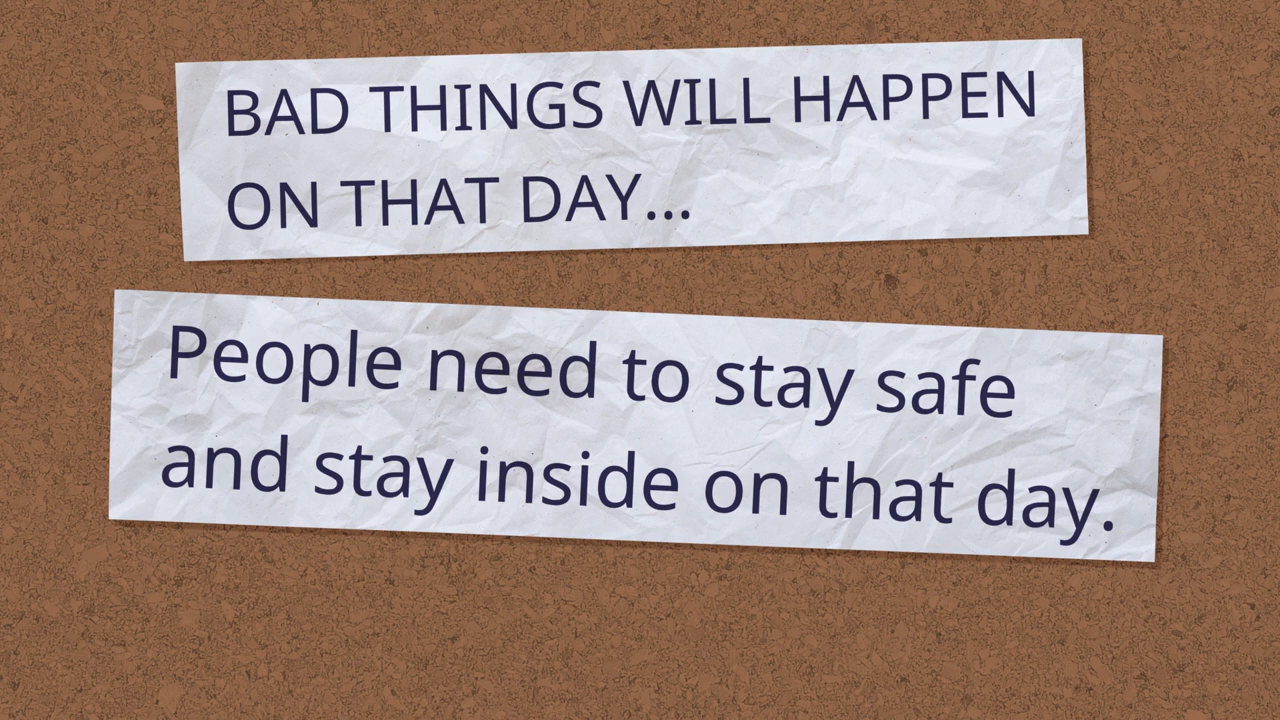 BAD THINGS WILL HAPPEN
ON THAT DAY...
People need to stay safe
and stay inside on that day.